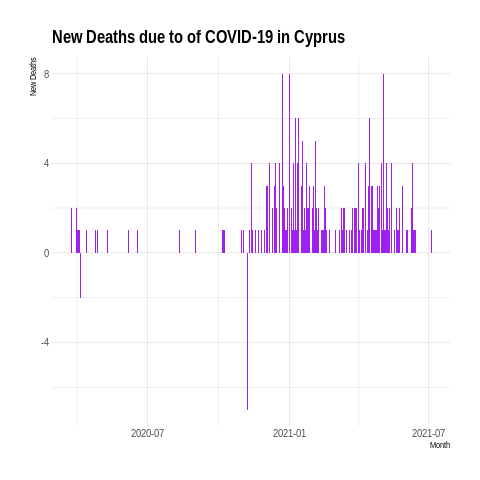 New Deaths due to of COVID-19 in Cyprus
New Deaths
8
4
0
-4
2020-07
2021-01
2021-07
Month